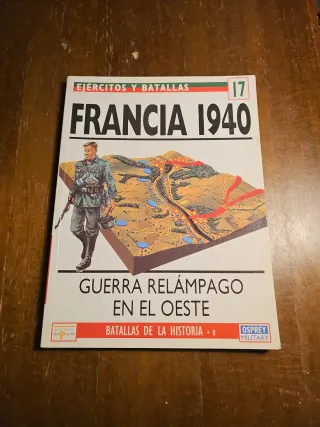 EJÉRCITOS Y BATALLAS
17
FRANCIA 1940
GUERRA RELÁMPAGO
EN EL OESTE
BATALLAS DE LA HISTORIA • 8
OSPREY
MILITARY